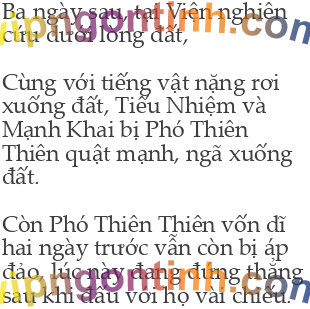 Ba ngày sau, tại Viện nghiên
cứu dưới lòng đất,
Cùng với tiếng vật nặng rơi
xuống đất, Tiểu Nhiệm và
Mạnh Khai bị Phó Thiên
Thiên quật mạnh, ngã xuống
đất.
Còn Phó Thiên Thiên vốn dĩ
hai ngày trước vẫn còn bị áp
đảo, lúc này đang đứng thẳng
sau khi đấu với họ vài chiêu.
vipngontinh.com
vipngontinh.com